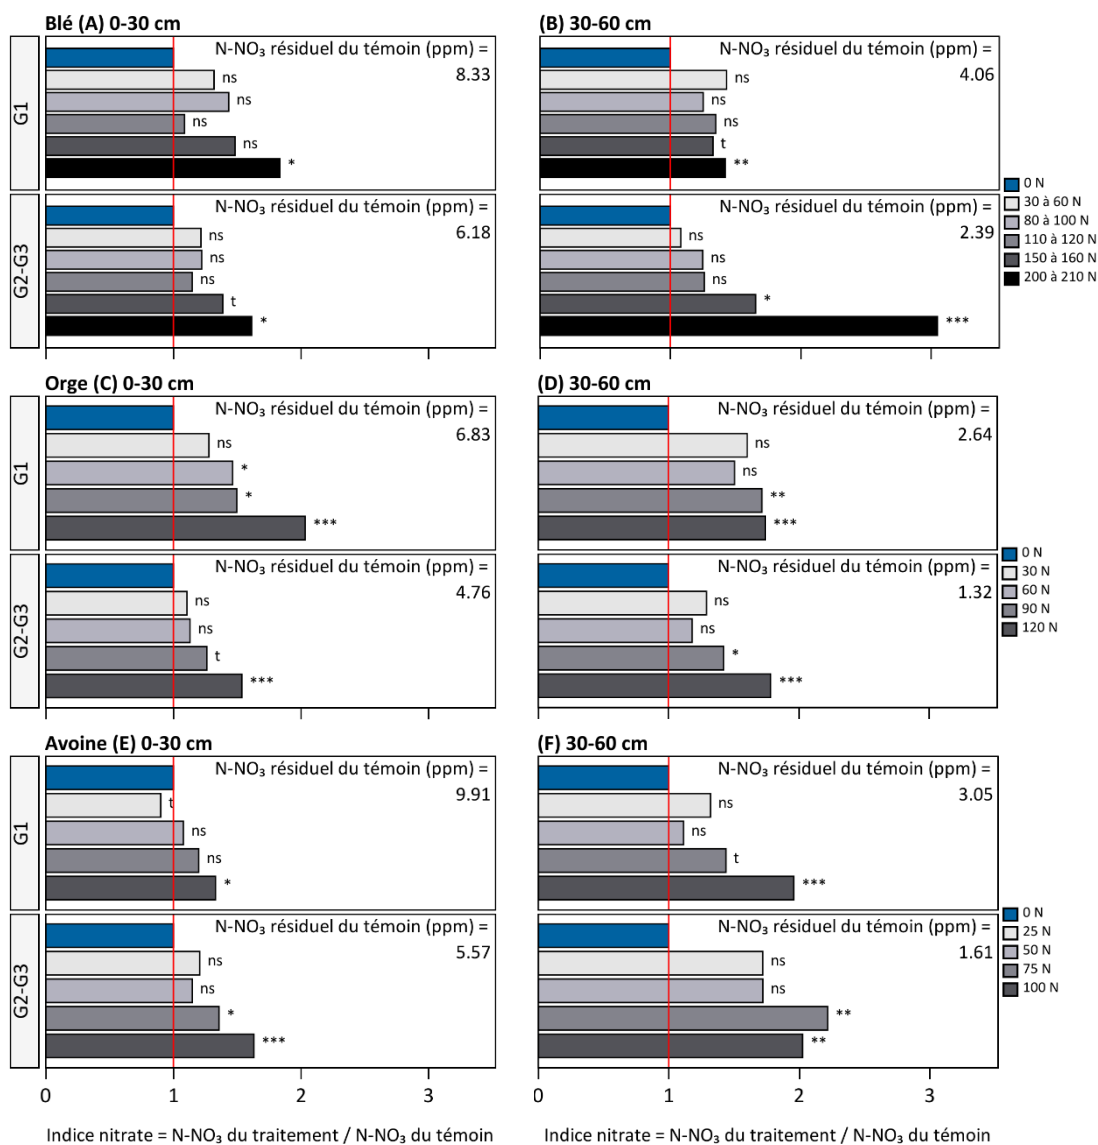 Blé (A) 0-30 cm
(B) 30-60 cm
G1
N-NO₃ résiduel du témoin (ppm) =
8.33
ns
ns
ns
ns
*
N-NO₃ résiduel du témoin (ppm) =
4.06
ns
ns
ns
t
**
G2-G3
N-NO₃ résiduel du témoin (ppm) =
6.18
ns
ns
ns
t
*
N-NO₃ résiduel du témoin (ppm) =
2.39
ns
ns
ns
*
***
0 N
30 à 60 N
80 à 100 N
110 à 120 N
150 à 160 N
200 à 210 N
Orge (C) 0-30 cm
(D) 30-60 cm
G1
N-NO₃ résiduel du témoin (ppm) =
6.83
ns
*
*
***
N-NO₃ résiduel du témoin (ppm) =
2.64
ns
ns
**
***
G2-G3
N-NO₃ résiduel du témoin (ppm) =
4.76
ns
ns
t
***
N-NO₃ résiduel du témoin (ppm) =
1.32
ns
ns
*
***
0 N
30 N
60 N
90 N
120 N
Avoine (E) 0-30 cm
(F) 30-60 cm
G1
N-NO₃ résiduel du témoin (ppm) =
9.91
t
ns
ns
*
N-NO₃ résiduel du témoin (ppm) =
3.05
ns
ns
t
***
G2-G3
N-NO₃ résiduel du témoin (ppm) =
5.57
ns
ns
*
***
N-NO₃ résiduel du témoin (ppm) =
1.61
ns
ns
**
**
0 N
25 N
50 N
75 N
100 N
0 1 2 3
0 1 2 3
Indice nitrate = N-NO₃ du traitement / N-NO₃ du témoin
Indice nitrate = N-NO₃ du traitement / N-NO₃ du témoin